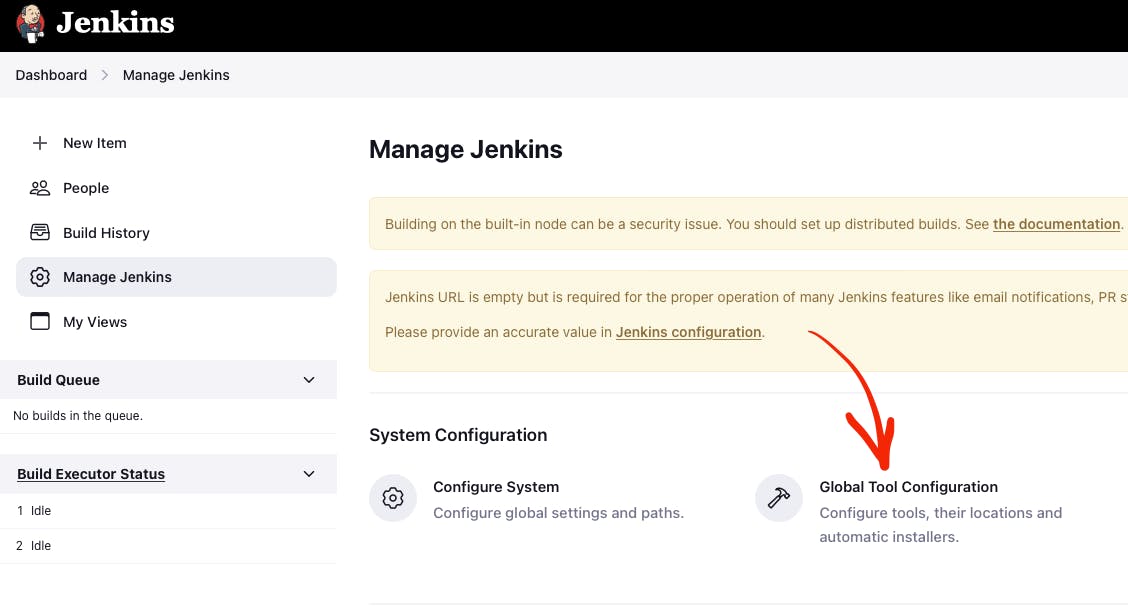 Jenkins
Dashboard
Manage Jenkins
New Item
People
Build History
Manage Jenkins
My Views
Build Queue
No builds in the queue.
Build Executor Status
1 Idle
2 Idle
Manage Jenkins
Building on the built-in node can be a security issue. You should set up distributed builds. See the documentation.
Jenkins URL is empty but is required for the proper operation of many Jenkins features like email notifications, PR
Please provide an accurate value in Jenkins configuration.
System Configuration
Configure System
Configure global settings and paths.
Global Tool Configuration
Configure tools, their locations and
automatic installers.